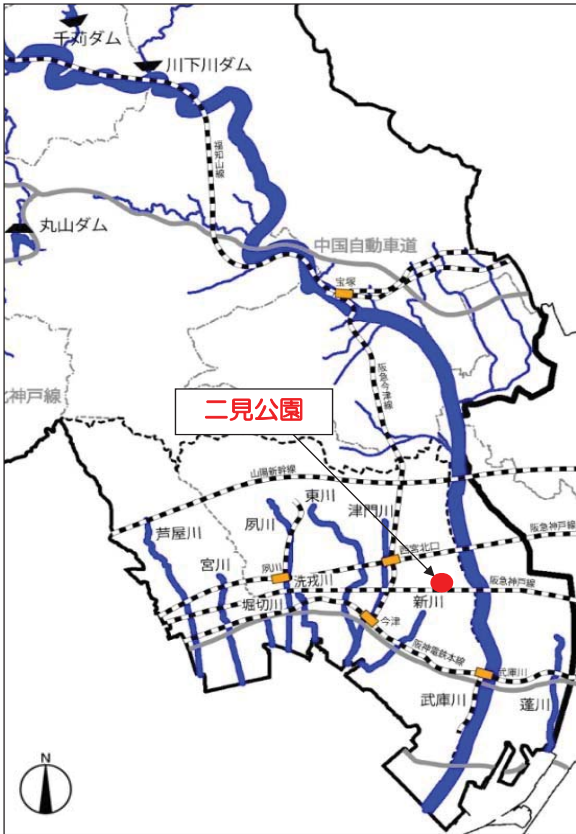 千苅ダム
川下川ダム
福知山線
丸山ダム
中国自動車道
宝塚
阪急今津線
神戸線
二見公園
山陽新幹線
東川
夙川
津門川
芦屋川
阪急神戸線
西宮北口
宮川
夙川
洗戎川
阪急神戸線
堀切川
新川
今津
阪神電鉄本線
武庫川
武庫川
蓬川
N